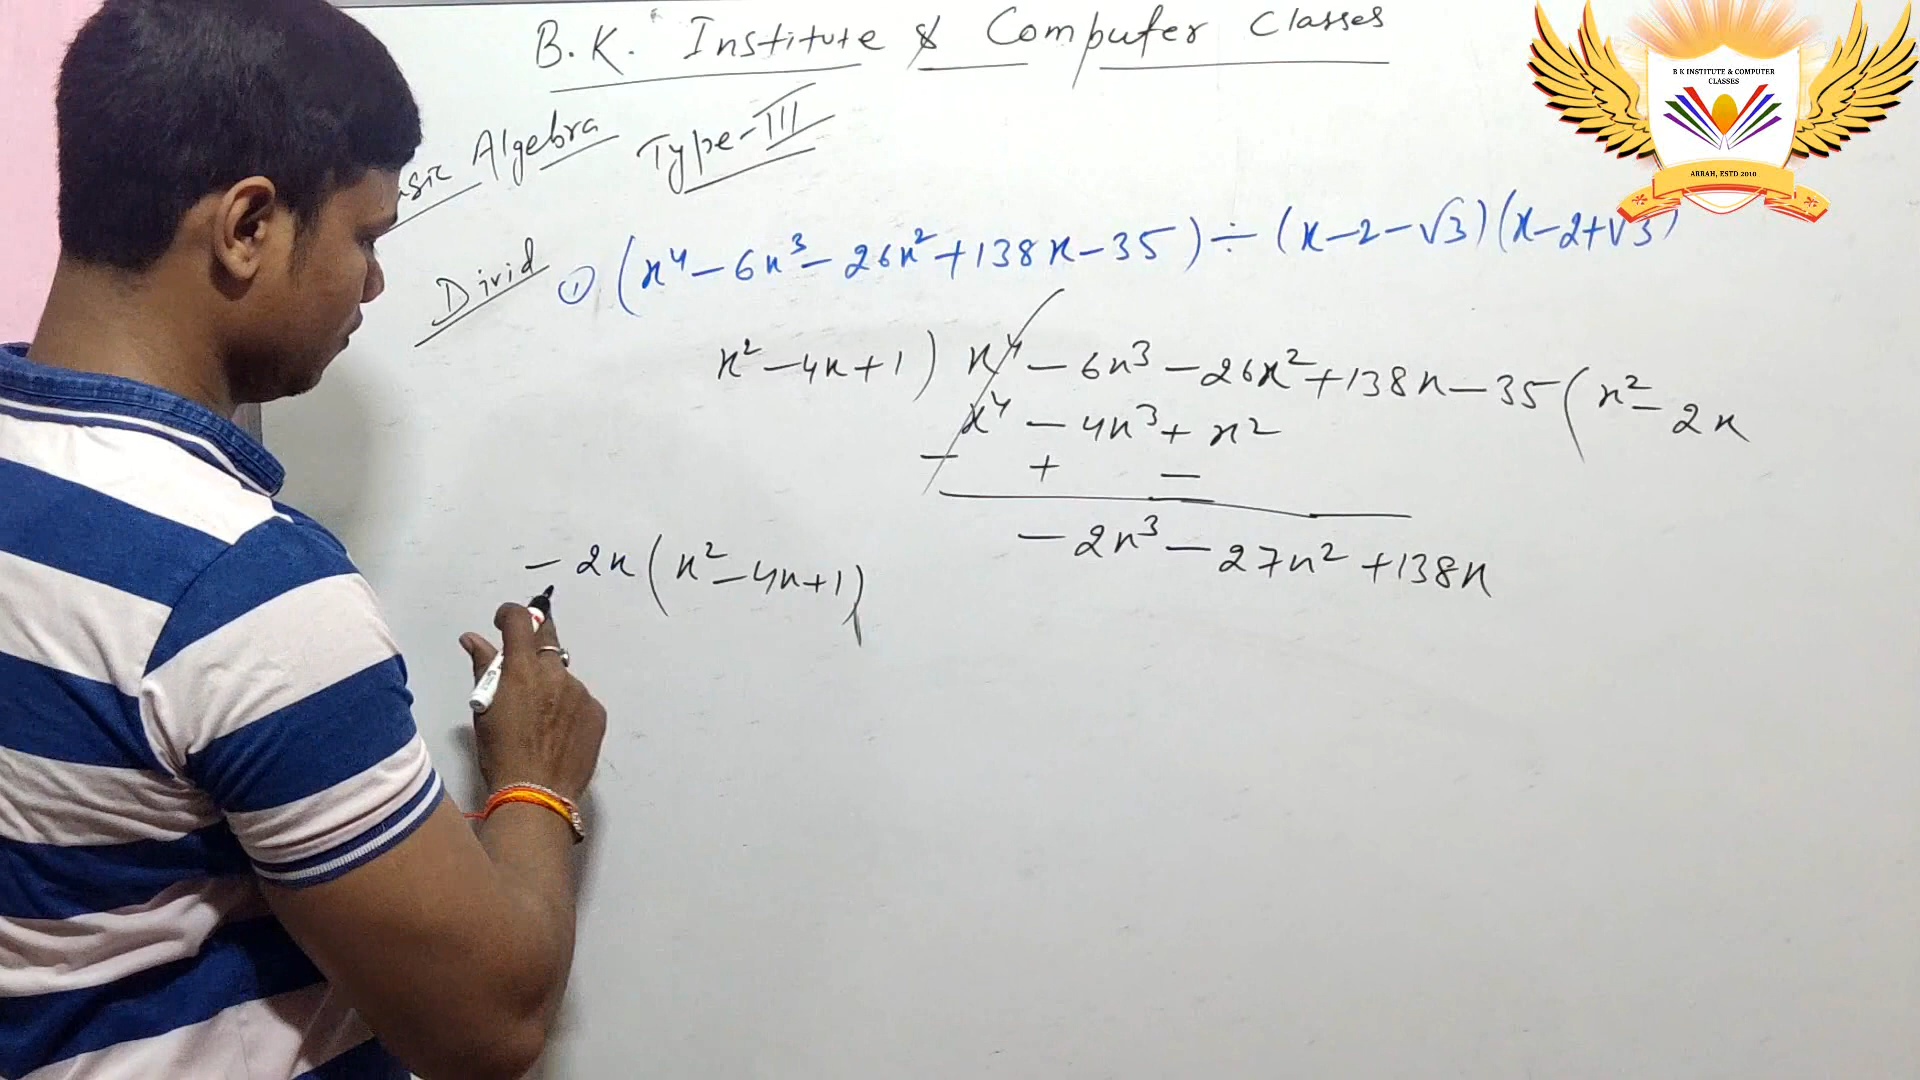 B.K. Institute & Computer Classes
B K INSTITUTE & COMPUTER
CLASSES
ARRAH, ESTD 2010
Algebra Type-III
Divid ① (x⁴-6x³-26x²+138x-35)÷(x-2-√3)(x-2+√3)
x²-4x+1) x⁴-6x³-26x²+138x-35(x²-2x
x⁴-4x³+x²
- + -
-2x³-27x²+138x
-2x(x²-4x+1)